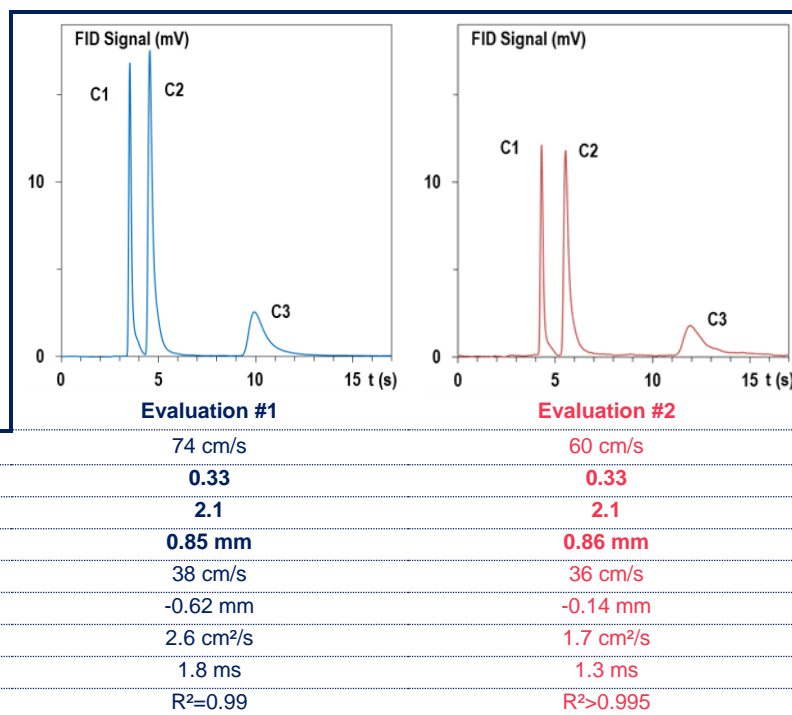 FID Signal (mV) FID Signal (mV)
C1 C2 C1 C2
10 10
C3 C3
0 0
0 5 10 15 t (s) 0 5 10 15 t (s)
Evaluation #1 Evaluation #2
74 cm/s 60 cm/s
0.33 0.33
2.1 2.1
0.85 mm 0.86 mm
38 cm/s 36 cm/s
-0.62 mm -0.14 mm
2.6 cm²/s 1.7 cm²/s
1.8 ms 1.3 ms
R²=0.99 R²>0.995